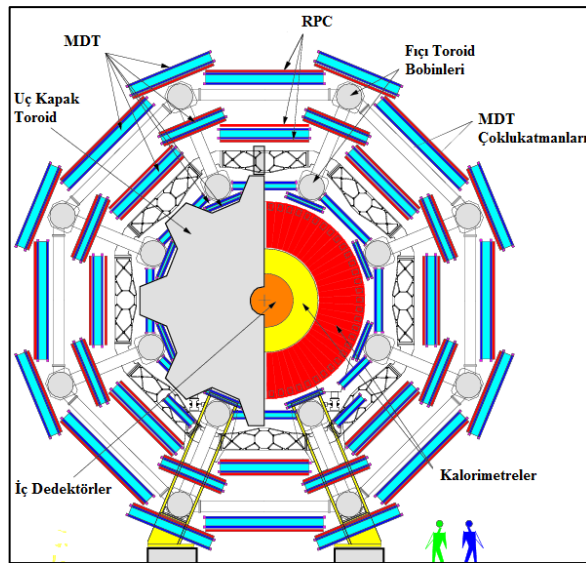 RPC
MDT
Fıçı Toroid
Bobinleri
Uç Kapak
Toroid
MDT
Çoklukatmanları
İç Dedektörler
Kalorimetreler